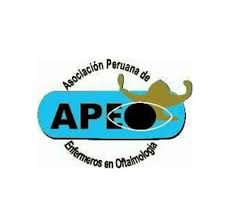 Asociación Peruana de
APEO
Enfermeros en Oftalmología